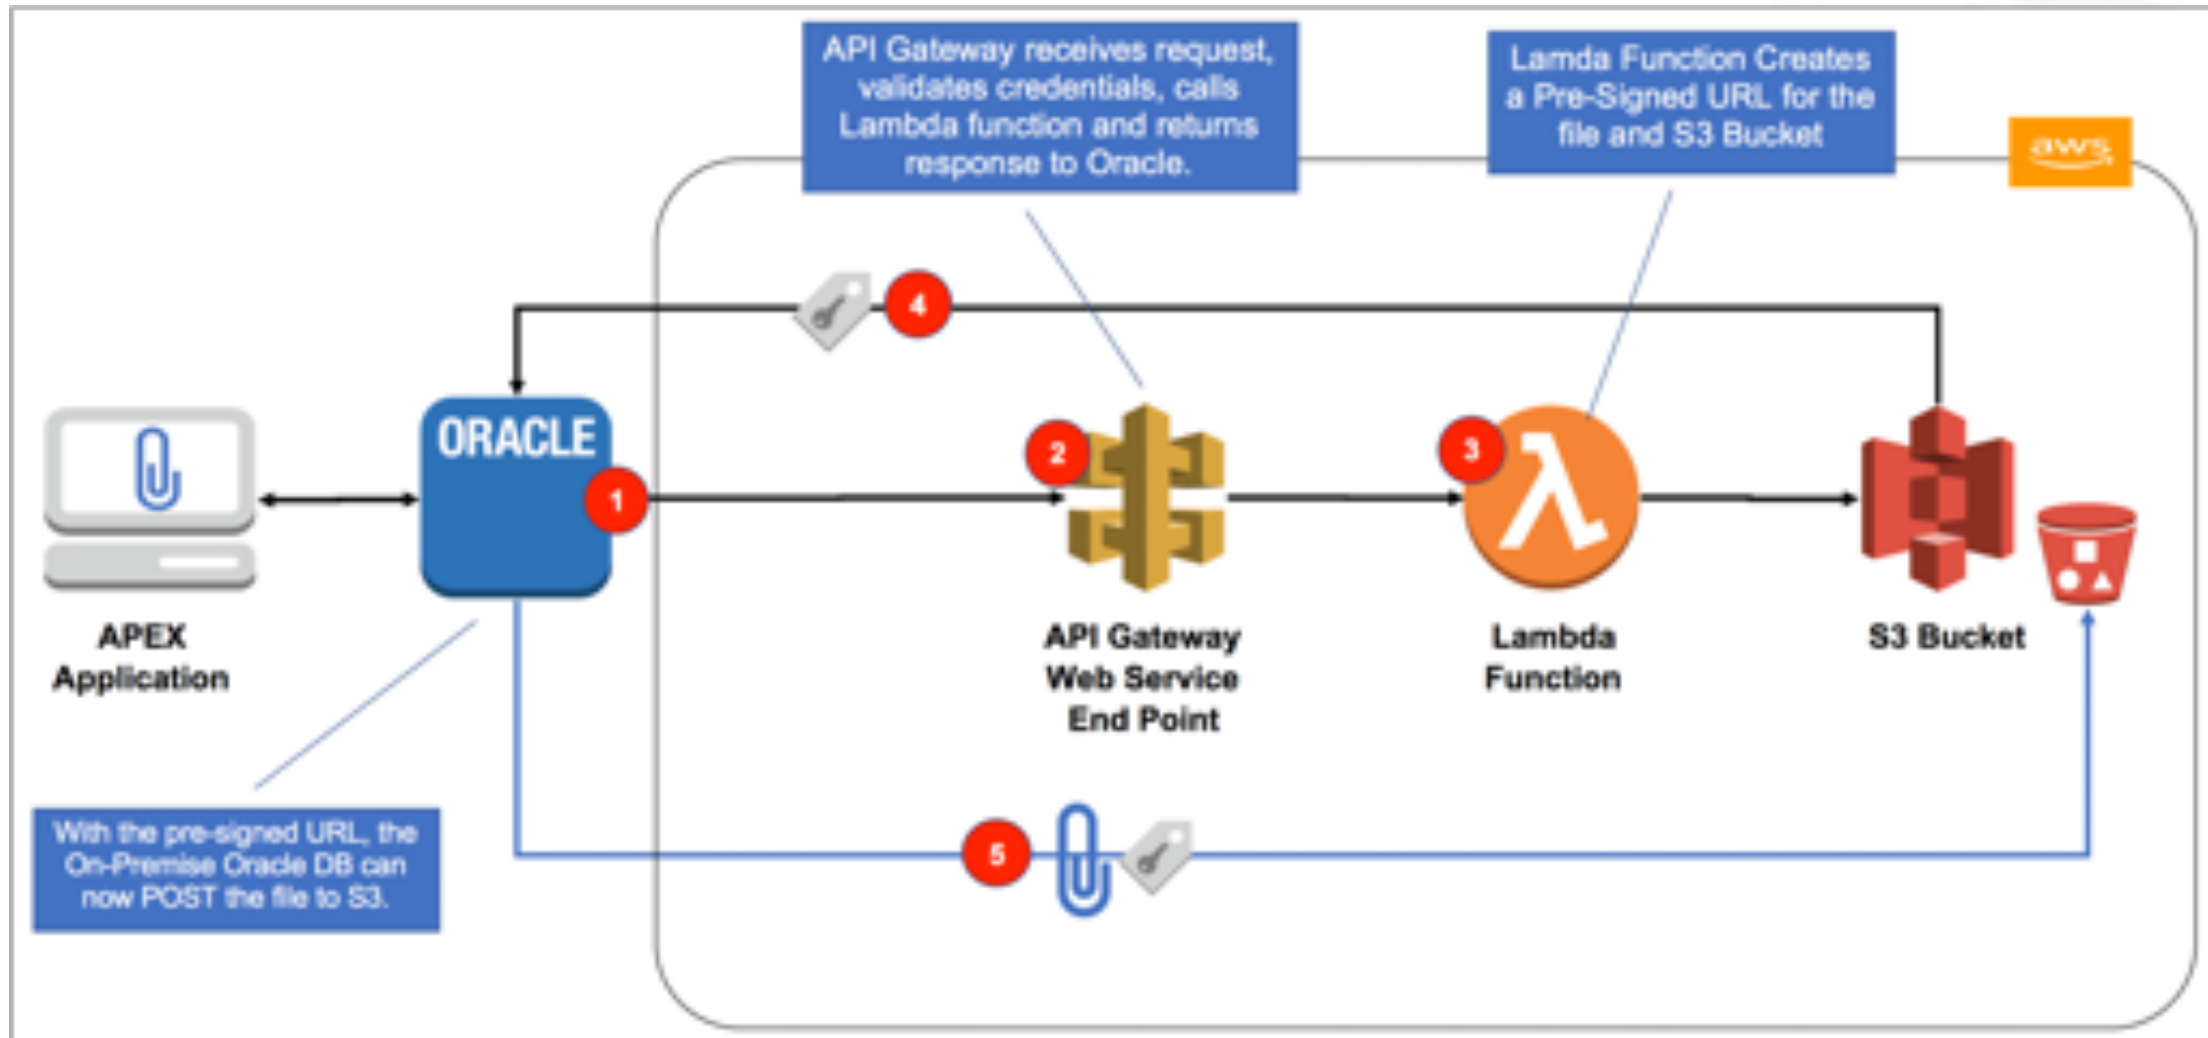 API Gateway receives request,
validates credentials, calls
Lambda function and returns
response to Oracle.
Lamda Function Creates
a Pre-Signed URL for the
file and S3 Bucket
aws
4
ORACLE
1
2
3
APEX
Application
API Gateway
Web Service
End Point
Lambda
Function
S3 Bucket
With the pre-signed URL, the
On-Premise Oracle DB can
now POST the file to S3.
5